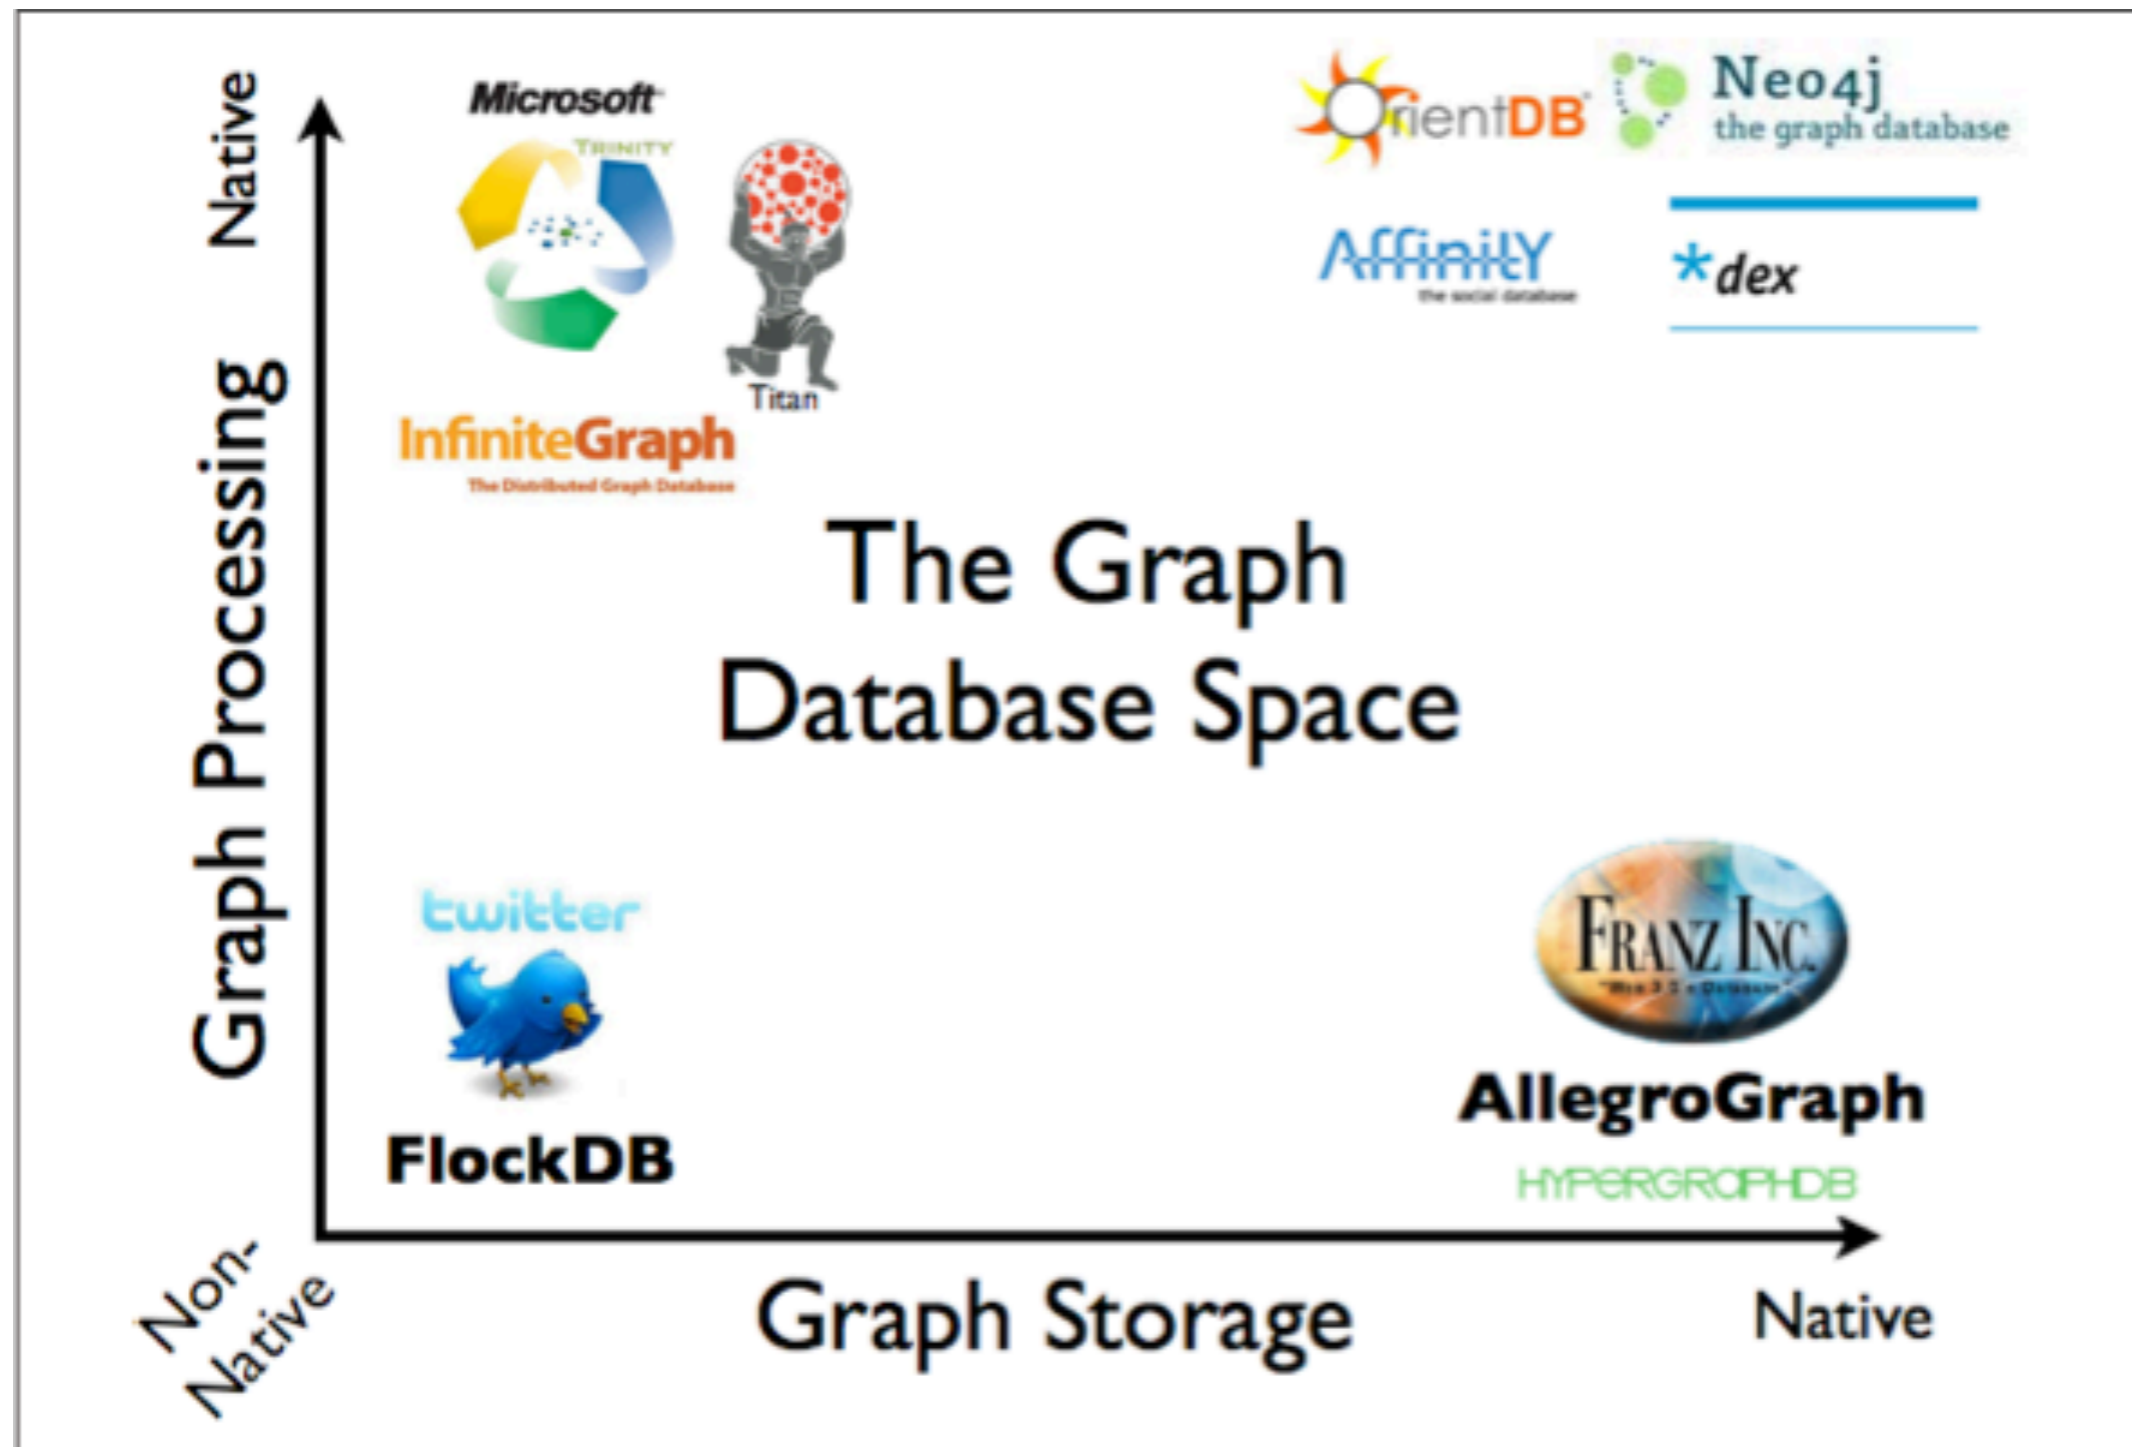 Native
Graph Processing
Microsoft
TRINITY
Titan
InfiniteGraph
The Distributed Graph Database
OrientDB
Neo4j
the graph database
Affinity
the social database
*dex
The Graph
Database Space
twitter
FlockDB
FRANZ INC.
AllegroGraph
HYPERGRAPHDB
Non-
Native
Graph Storage
Native